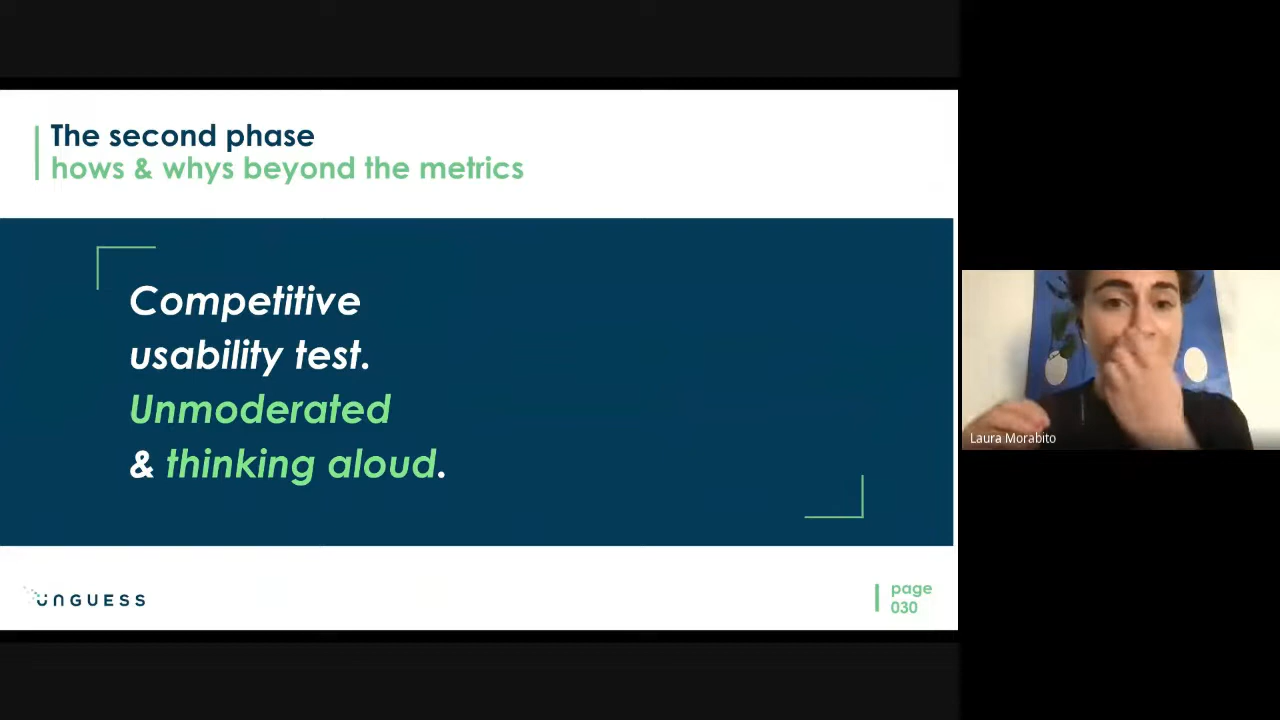 The second phase
hows & whys beyond the metrics
Competitive
usability test.
Unmoderated
& thinking aloud.
UNGUESS
page
030
Laura Morabito